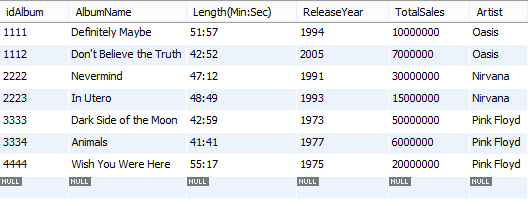 idAlbum AlbumName Length(Min:Sec) ReleaseYear TotalSales Artist
1111 Definitely Maybe 51:57 1994 10000000 Oasis
1112 Don't Believe the Truth 42:52 2005 7000000 Oasis
2222 Nevermind 47:12 1991 30000000 Nirvana
2223 In Utero 48:49 1993 15000000 Nirvana
3333 Dark Side of the Moon 42:59 1973 50000000 Pink Floyd
3334 Animals 41:41 1977 6000000 Pink Floyd
4444 Wish You Were Here 55:17 1975 20000000 Pink Floyd
NULL NULL NULL NULL NULL NULL